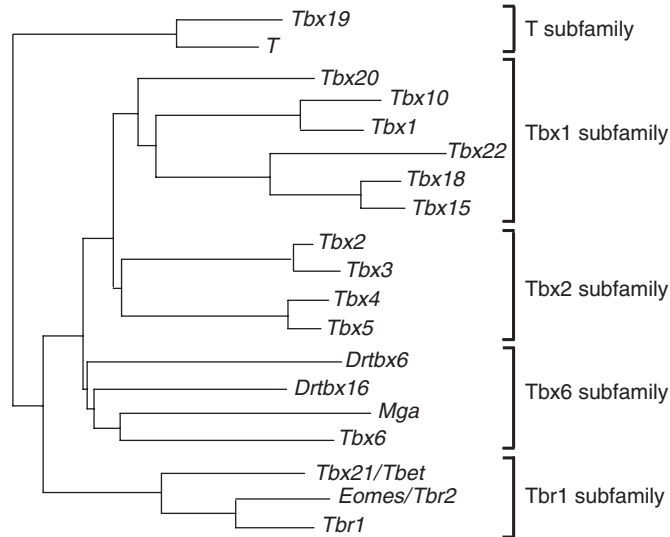 Tbx19
T
T subfamily
Tbx20
Tbx10
Tbx1
Tbx22
Tbx18
Tbx15
Tbx1 subfamily
Tbx2
Tbx3
Tbx4
Tbx5
Tbx2 subfamily
Drtbx6
Drtbx16
Mga
Tbx6
Tbx6 subfamily
Tbx21/Tbet
Eomes/Tbr2
Tbr1
Tbr1 subfamily